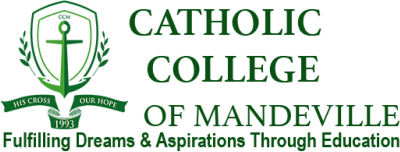 CCM
HIS CROSS OUR HOPE
1993
CATHOLIC
COLLEGE
OF MANDEVILLE
Fulfilling Dreams & Aspirations Through Education